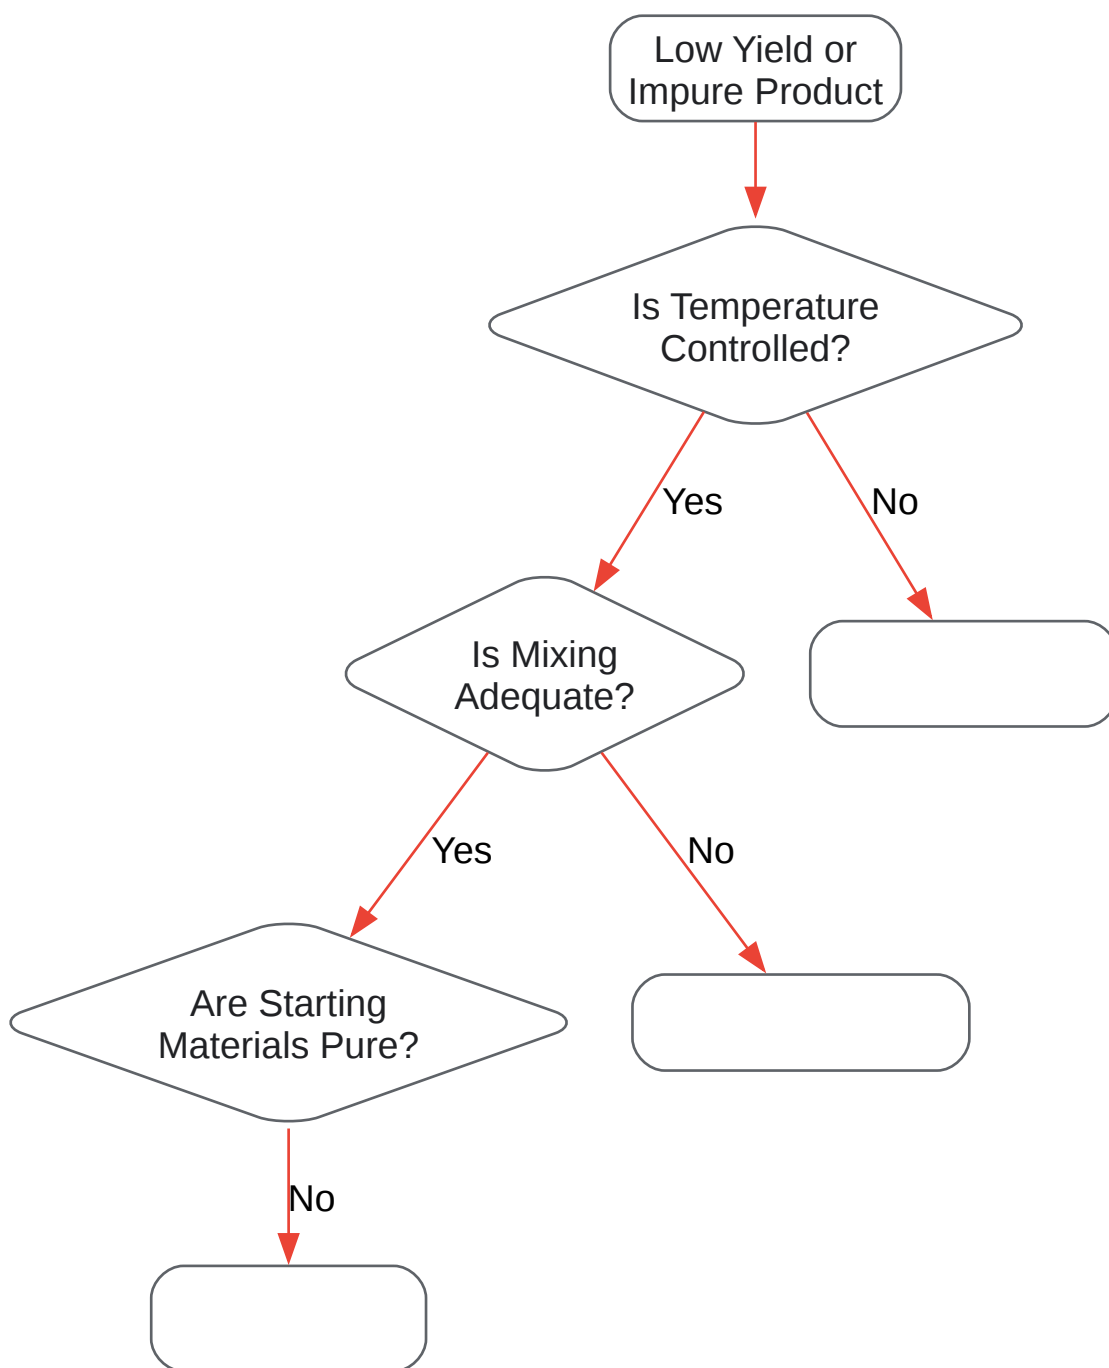 Low Yield or
Impure Product
Is Temperature
Controlled?
Yes
No
Is Mixing
Adequate?
Yes
No
Are Starting
Materials Pure?
No